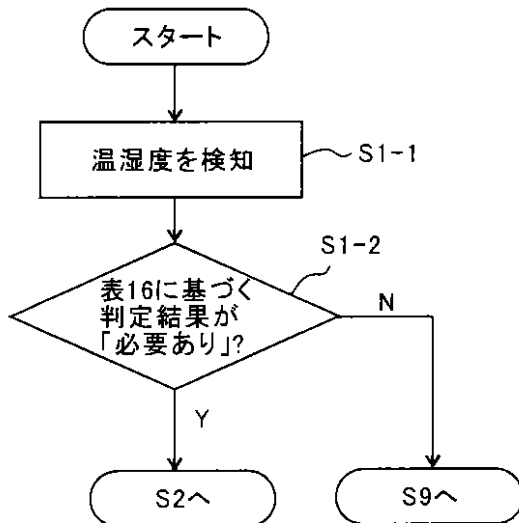 スタート
温湿度を検知
S1-1
S1-2
表16に基づく
判定結果が
「必要あり」?
N
Y
S2へ
S9へ